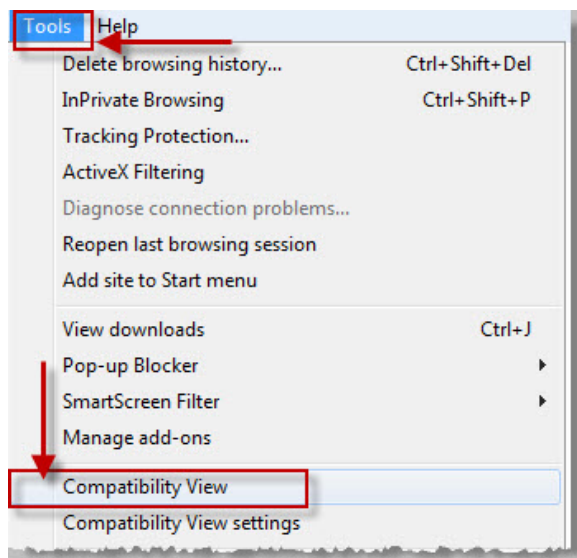 Tools Help
Delete browsing history... Ctrl+Shift+Del
InPrivate Browsing Ctrl+Shift+P
Tracking Protection...
ActiveX Filtering
Diagnose connection problems...
Reopen last browsing session
Add site to Start menu
View downloads Ctrl+J
Pop-up Blocker
SmartScreen Filter
Manage add-ons
Compatibility View
Compatibility View settings